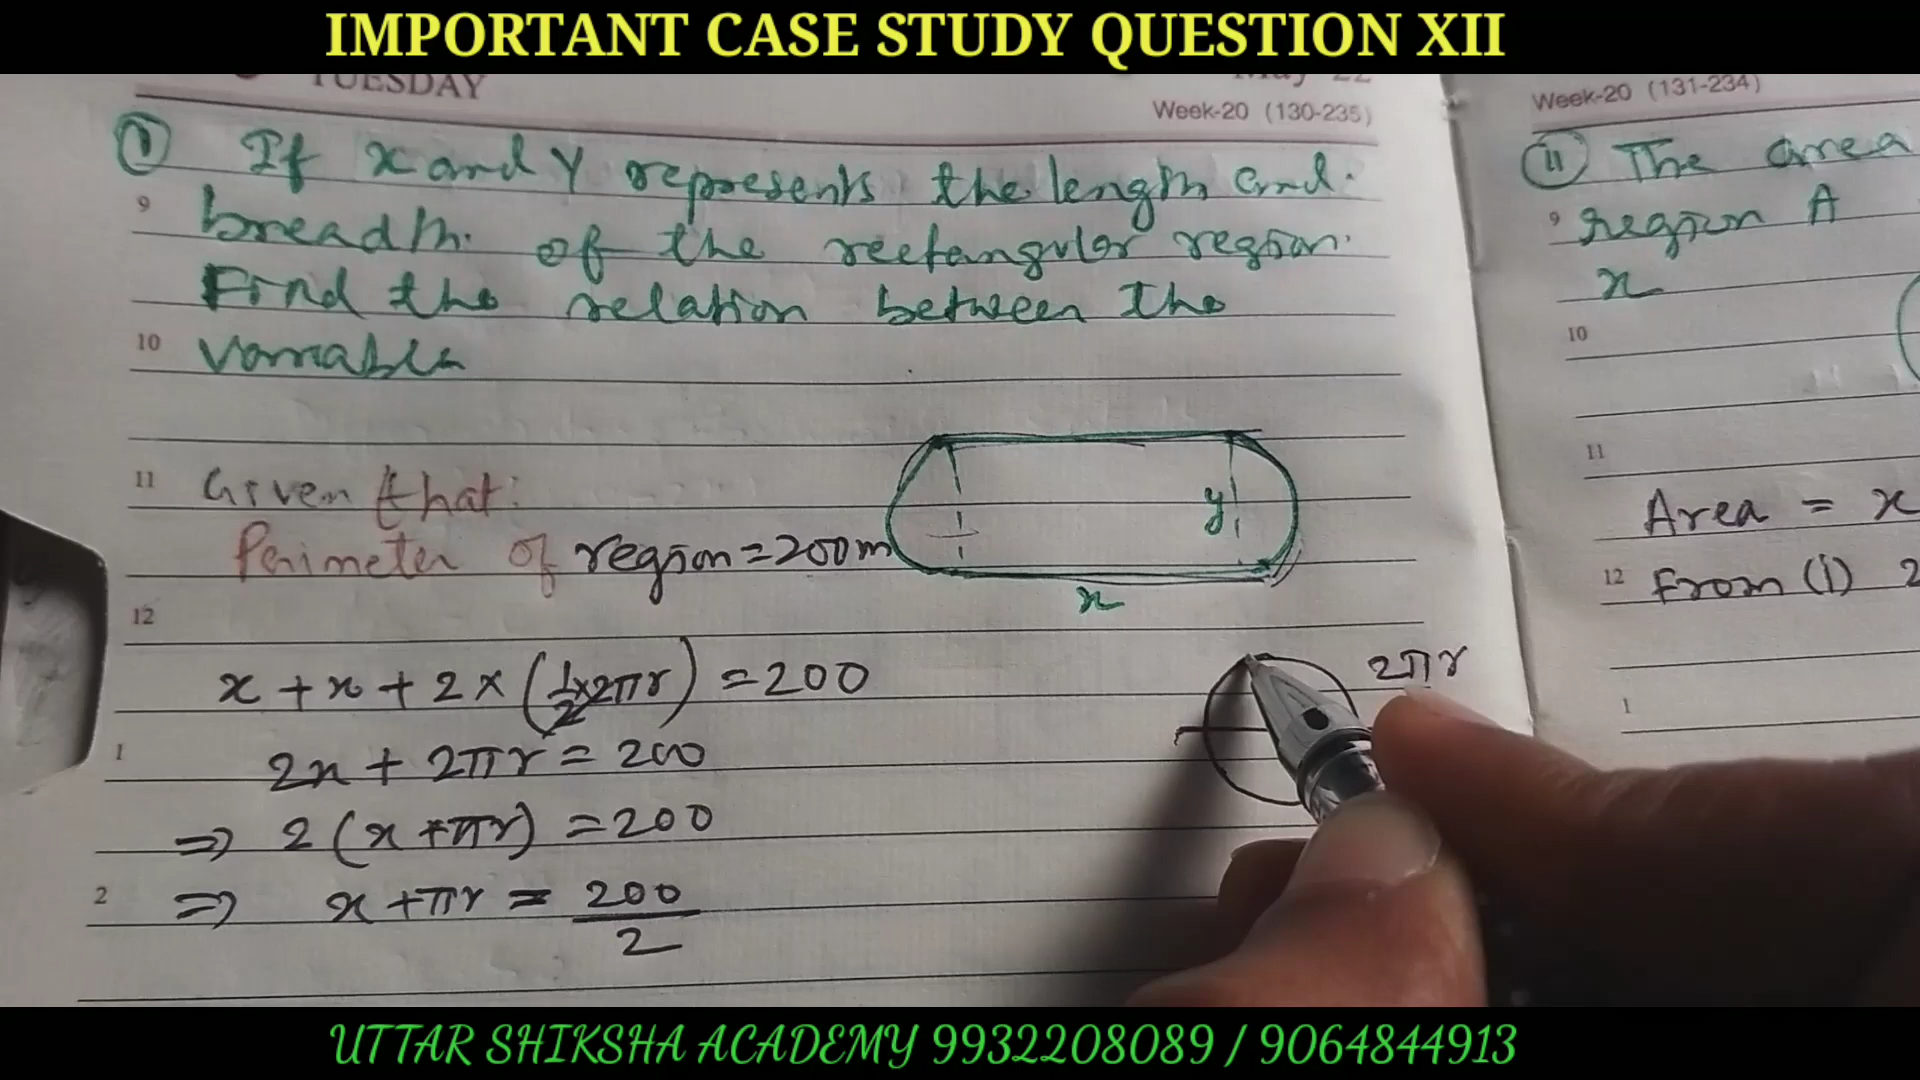 IMPORTANT CASE STUDY QUESTION XII
TUESDAY
May 22
Week-20 (130-235)
I If x and y represents the length and
9 breadth. of the rectangular region.
Find the relation between the
10 variable
11 Given that:
Perimeter of region = 200m
y
x
12
x + x + 2 × (1/2 × 2πr) = 200
2πr
1 2x + 2πr = 200
⇒ 2 (x + πr) = 200
2 ⇒ x + πr = 200/2
Week-20 (131-234)
II The area
9 region A
x
10
11
Area = x
12 From (i) 2
1
UTTAR SHIKSHA ACADEMY 9932208089 / 9064844913